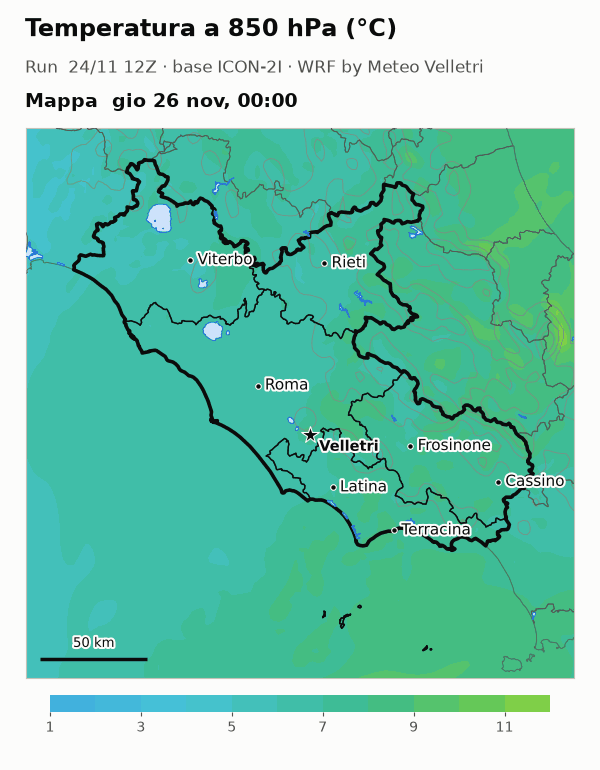 Temperatura a 850 hPa (°C)
Run  24/11 12Z · base ICON-2I · WRF by Meteo Velletri
Mappa  gio 26 nov, 00:00
Viterbo
Rieti
Roma
Velletri
Frosinone
Latina
Cassino
Terracina
50 km
1 3 5 7 9 11